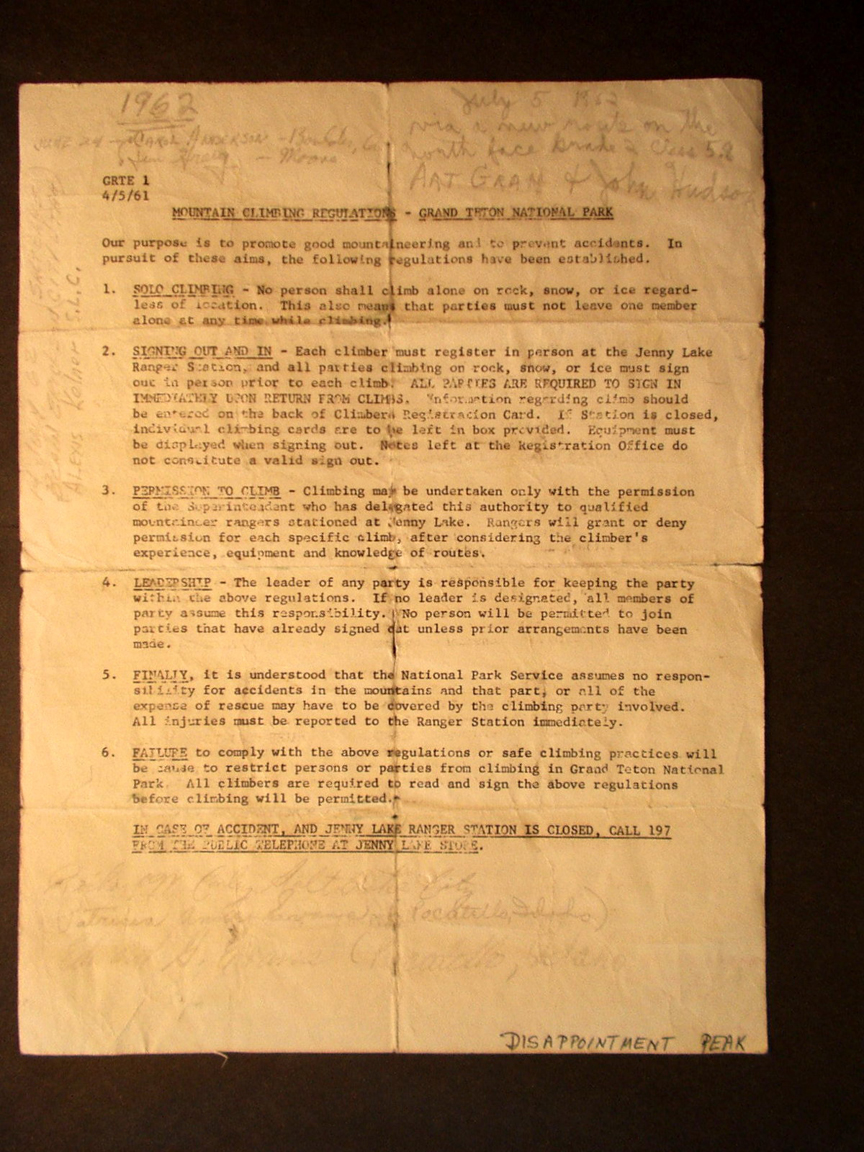 1962
July 5 1962
via a new route on the
north face Grade 2 Class 5.8
ART GRAN & John Hudson
JUNE 24 - CAROL ANDERSON - Boulder,
- Moose
ALEXIS Kelner S.L.C.
GRTE 1
4/5/61
MOUNTAIN CLIMBING REGULATIONS - GRAND TETON NATIONAL PARK
Our purpose is to promote good mountaineering and to prevent accidents. In
pursuit of these aims, the following regulations have been established.
1. SOLO CLIMBING - No person shall climb alone on rock, snow, or ice regard-
less of location. This also means that parties must not leave one member
alone at any time while climbing.
2. SIGNING OUT AND IN - Each climber must register in person at the Jenny Lake
Ranger Station, and all parties climbing on rock, snow, or ice must sign
out in person prior to each climb. ALL PARTIES ARE REQUIRED TO SIGN IN
IMMEDIATELY UPON RETURN FROM CLIMBS. Information regarding climb should
be entered on the back of Climbers Registration Card. If Station is closed,
individual climbing cards are to be left in box provided. Equipment must
be displayed when signing out. Notes left at the Registration Office do
not constitute a valid sign out.
3. PERMISSION TO CLIMB - Climbing may be undertaken only with the permission
of the Superintendent who has delegated this authority to qualified
mountaineer rangers stationed at Jenny Lake. Rangers will grant or deny
permission for each specific climb, after considering the climber's
experience, equipment and knowledge of routes.
4. LEADERSHIP - The leader of any party is responsible for keeping the party
within the above regulations. If no leader is designated, all members of
party assume this responsibility. No person will be permitted to join
parties that have already signed out unless prior arrangements have been
made.
5. FINALLY, it is understood that the National Park Service assumes no respon-
sibility for accidents in the mountains and that part, or all of the
expense of rescue may have to be covered by the climbing party involved.
All injuries must be reported to the Ranger Station immediately.
6. FAILURE to comply with the above regulations or safe climbing practices will
be cause to restrict persons or parties from climbing in Grand Teton National
Park. All climbers are required to read and sign the above regulations
before climbing will be permitted.
IN CASE OF ACCIDENT, AND JENNY LAKE RANGER STATION IS CLOSED, CALL 197
FROM THE PUBLIC TELEPHONE AT JENNY LAKE STORE.
Salt Lake City
Patricia Pocatello, Idaho)
DISAPPOINTMENT PEAK